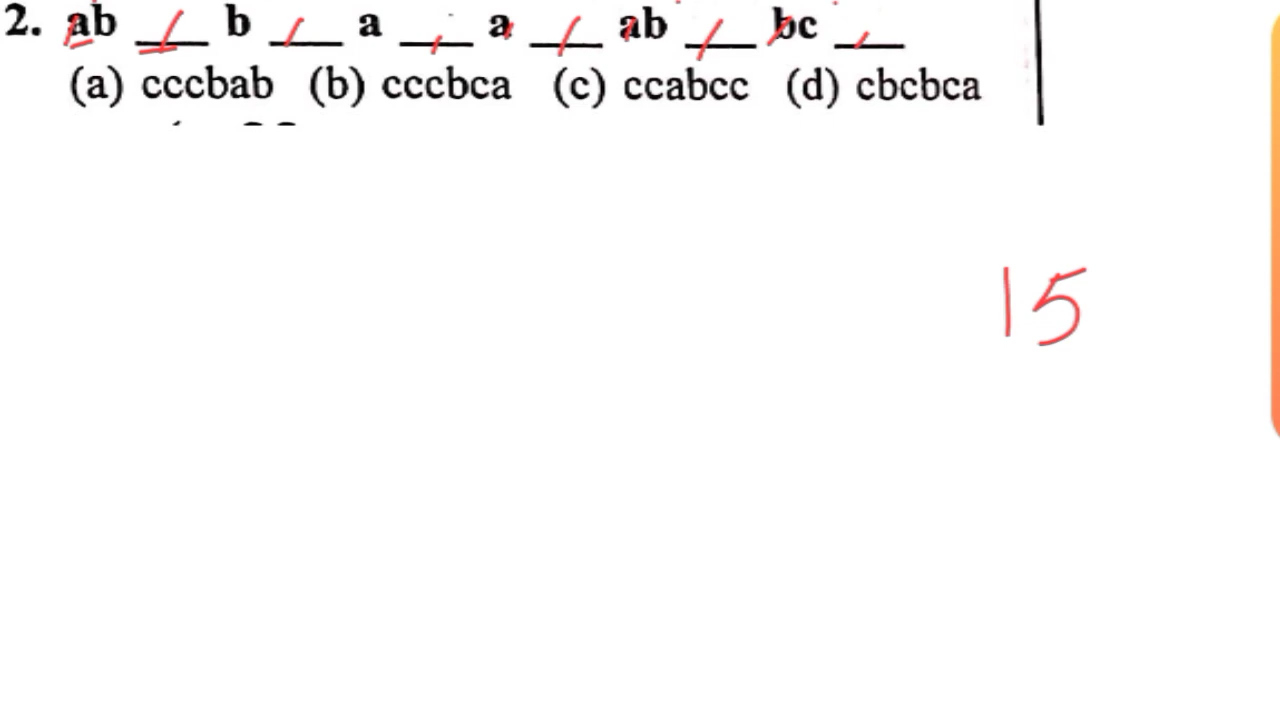 2. ab ___ b ___ a ___ a ___ ab ___ bc ___
(a) cccbab (b) cccbca (c) ccabcc (d) cbcbca
15